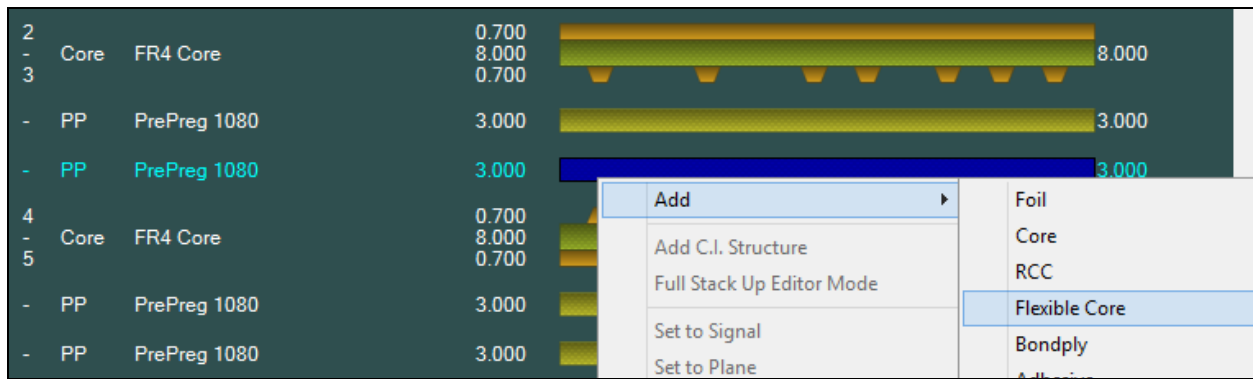 2 0.700
- Core FR4 Core 8.000 8.000
3 0.700
- PP PrePreg 1080 3.000 3.000
- PP PrePreg 1080 3.000 3.000
Add Foil
4 0.700
- Core FR4 Core 8.000 Core
5 0.700
Add C.I. Structure
RCC
Full Stack Up Editor Mode
- PP PrePreg 1080 3.000 Flexible Core
Set to Signal
Bondply
- PP PrePreg 1080 3.000
Set to Plane
Adhesive